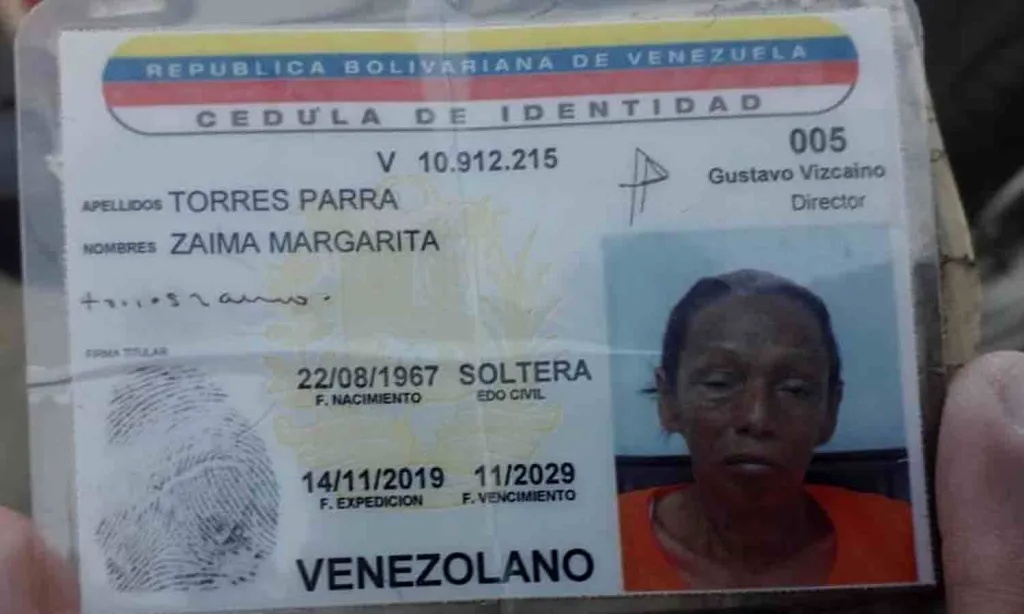 REPUBLICA BOLIVARIANA DE VENEZUELA
CEDULA DE IDENTIDAD
V 10.912.215
005
Gustavo Vizcaino
Director
APELLIDOS TORRES PARRA
NOMBRES ZAIMA MARGARITA
FIRMA TITULAR
22/08/1967 SOLTERA
F. NACIMIENTO EDO CIVIL
14/11/2019 11/2029
F. EXPEDICION F. VENCIMIENTO
VENEZOLANO